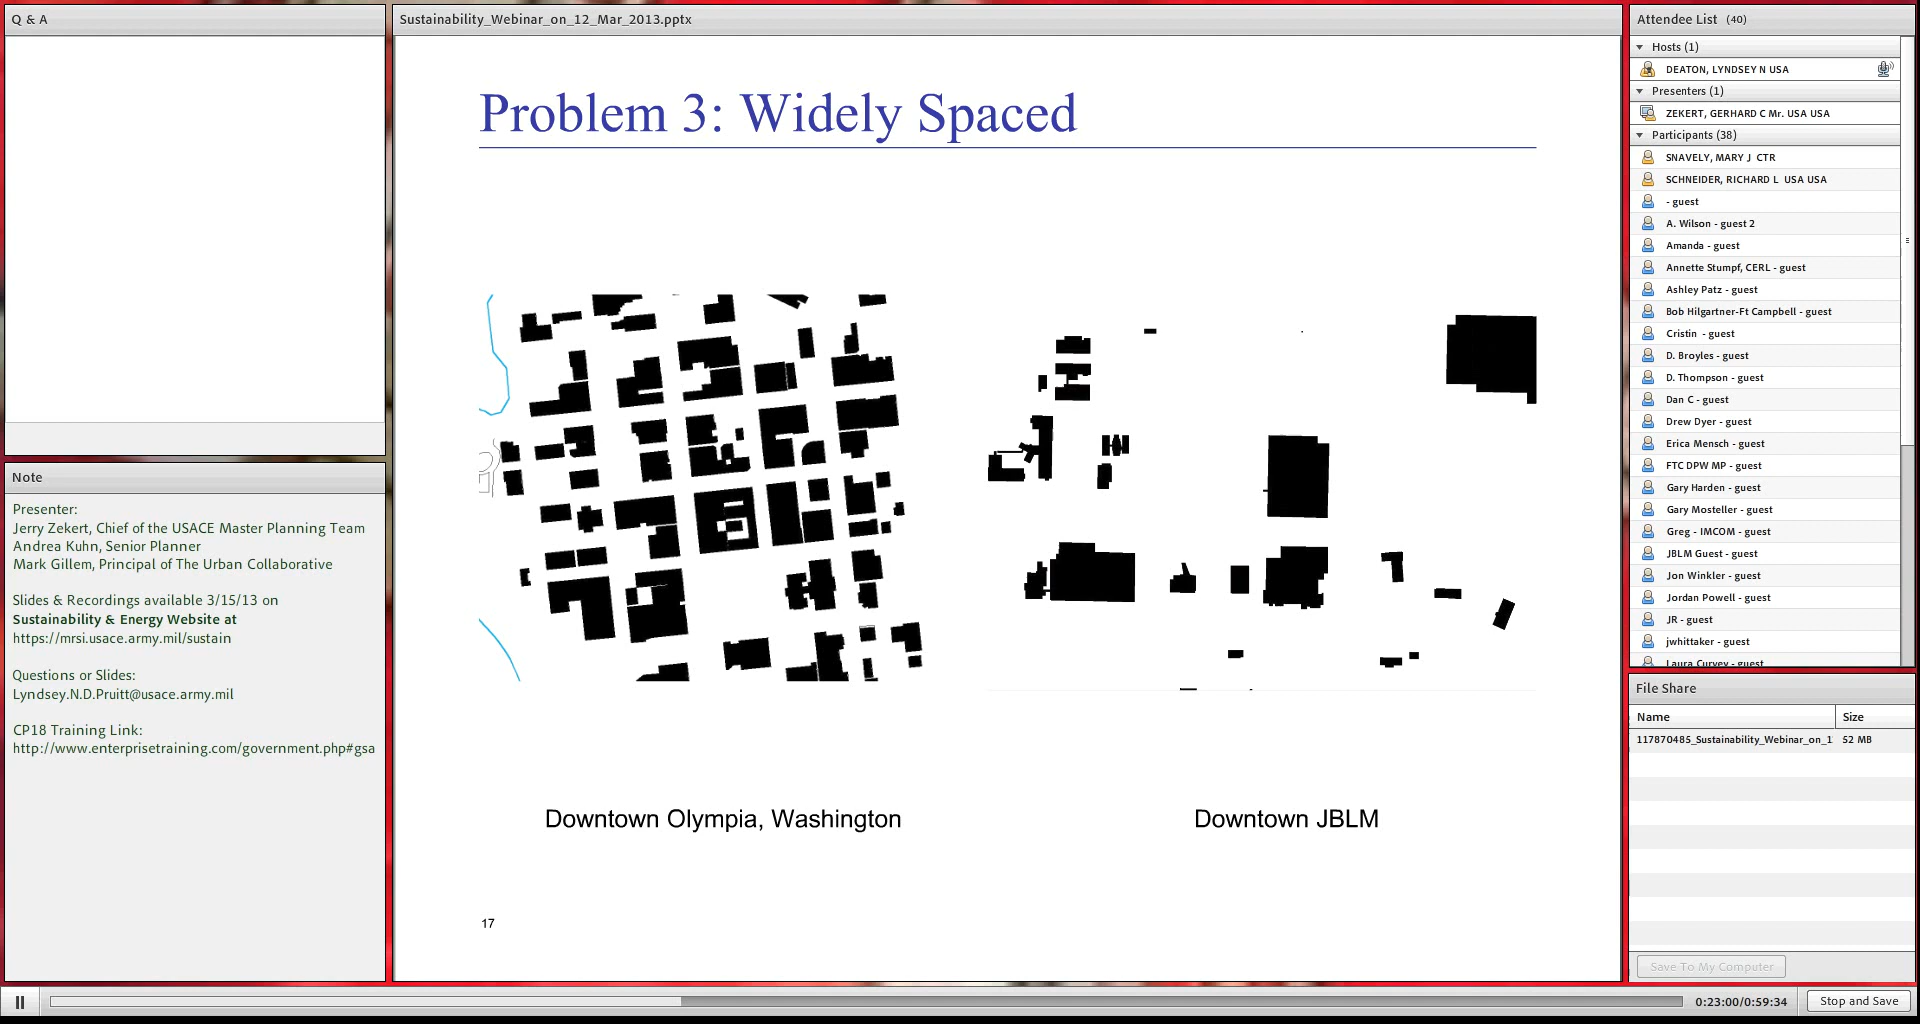 Q & A
Note
Presenter:
Jerry Zekert, Chief of the USACE Master Planning Team
Andrea Kuhn, Senior Planner
Mark Gillem, Principal of The Urban Collaborative
Slides & Recordings available 3/15/13 on
Sustainability & Energy Website at
https://mrsi.usace.army.mil/sustain
Questions or Slides:
Lyndsey.N.D.Pruitt@usace.army.mil
CP18 Training Link:
http://www.enterprisetraining.com/government.php#gsa
Sustainability_Webinar_on_12_Mar_2013.pptx
Problem 3: Widely Spaced
Downtown Olympia, Washington
Downtown JBLM
17
Attendee List (40)
Hosts (1)
DEATON, LYNDSEY N USA
Presenters (1)
ZEKERT, GERHARD C Mr. USA USA
Participants (38)
SNAVELY, MARY J CTR
SCHNEIDER, RICHARD L USA USA
- guest
A. Wilson - guest 2
Amanda - guest
Annette Stumpf, CERL - guest
Ashley Patz - guest
Bob Hilgartner-Ft Campbell - guest
Cristin - guest
D. Broyles - guest
D. Thompson - guest
Dan C - guest
Drew Dyer - guest
Erica Mensch - guest
FTC DPW MP - guest
Gary Harden - guest
Gary Mosteller - guest
Greg - IMCOM - guest
JBLM Guest - guest
Jon Winkler - guest
Jordan Powell - guest
JR - guest
jwhittaker - guest
Laura Curvey - guest
File Share
Name Size
117870485_Sustainability_Webinar_on_1 52 MB
Save To My Computer
0:23:00/0:59:34
Stop and Save